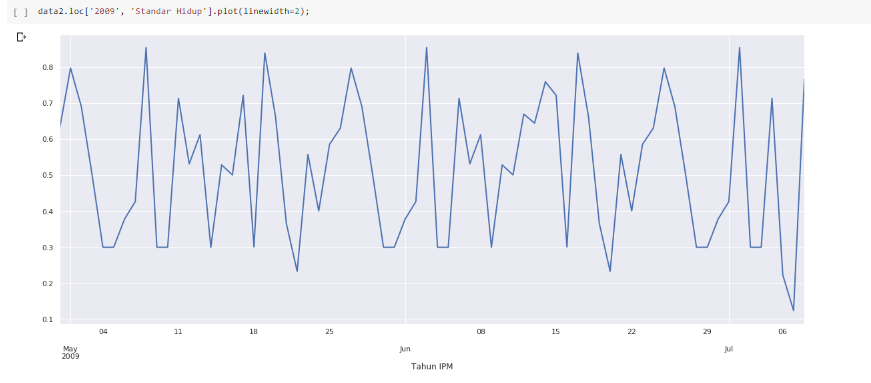 [ ] data2.loc['2009', 'Standar Hidup'].plot(linewidth=2);
0.8
0.7
0.6
0.5
0.4
0.3
0.2
0.1
04 11 18 25 08 15 22 29 06
May Jun Jul
2009
Tahun IPM